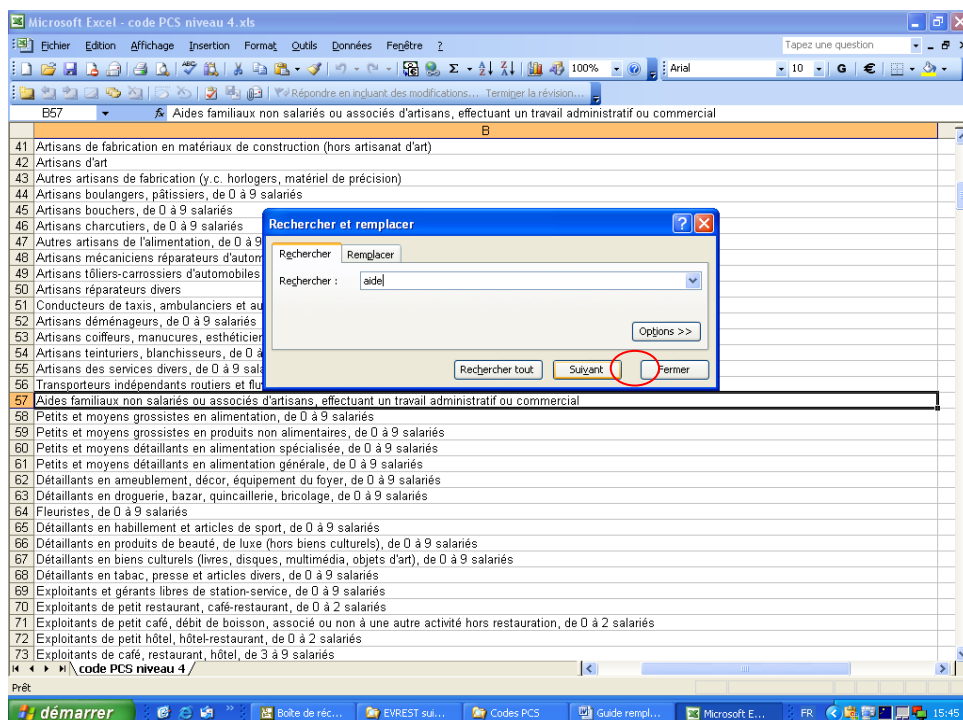 Microsoft Excel - code PCS niveau 4.xls
Fichier Edition Affichage Insertion Format Outils Données Fenêtre ? Tapez une question
100% Arial 10 G €
Répondre en incluant des modifications... Terminer la révision...
B57 fx Aides familiaux non salariés ou associés d'artisans, effectuant un travail administratif ou commercial
B
41 Artisans de fabrication en matériaux de construction (hors artisanat d'art)
42 Artisans d'art
43 Autres artisans de fabrication (y.c. horlogers, matériel de précision)
44 Artisans boulangers, pâtissiers, de 0 à 9 salariés
45 Artisans bouchers, de 0 à 9 salariés
46 Artisans charcutiers, de 0 à 9 salariés
47 Autres artisans de l'alimentation, de 0 à 9
48 Artisans mécaniciens réparateurs d'autom
49 Artisans tôliers-carrossiers d'automobiles
50 Artisans réparateurs divers
51 Conducteurs de taxis, ambulanciers et au
52 Artisans déménageurs, de 0 à 9 salariés
53 Artisans coiffeurs, manucures, esthéticier
54 Artisans teinturiers, blanchisseurs, de 0 à
55 Artisans des services divers, de 0 à 9 sala
56 Transporteurs indépendants routiers et flu
Rechercher et remplacer
Rechercher Remplacer
Rechercher : aide
Options >>
Rechercher tout Suivant Fermer
57 Aides familiaux non salariés ou associés d'artisans, effectuant un travail administratif ou commercial
58 Petits et moyens grossistes en alimentation, de 0 à 9 salariés
59 Petits et moyens grossistes en produits non alimentaires, de 0 à 9 salariés
60 Petits et moyens détaillants en alimentation spécialisée, de 0 à 9 salariés
61 Petits et moyens détaillants en alimentation générale, de 0 à 9 salariés
62 Détaillants en ameublement, décor, équipement du foyer, de 0 à 9 salariés
63 Détaillants en droguerie, bazar, quincaillerie, bricolage, de 0 à 9 salariés
64 Fleuristes, de 0 à 9 salariés
65 Détaillants en habillement et articles de sport, de 0 à 9 salariés
66 Détaillants en produits de beauté, de luxe (hors biens culturels), de 0 à 9 salariés
67 Détaillants en biens culturels (livres, disques, multimédia, objets d'art), de 0 à 9 salariés
68 Détaillants en tabac, presse et articles divers, de 0 à 9 salariés
69 Exploitants et gérants libres de station-service, de 0 à 9 salariés
70 Exploitants de petit restaurant, café-restaurant, de 0 à 2 salariés
71 Exploitants de petit café, débit de boisson, associé ou non à une autre activité hors restauration, de 0 à 2 salariés
72 Exploitants de petit hôtel, hôtel-restaurant, de 0 à 2 salariés
73 Exploitants de café, restaurant, hôtel, de 3 à 9 salariés
code PCS niveau 4
Prêt
démarrer Boîte de réc... EVREST sui... Codes PCS Guide rempl... Microsoft E... FR 15:45